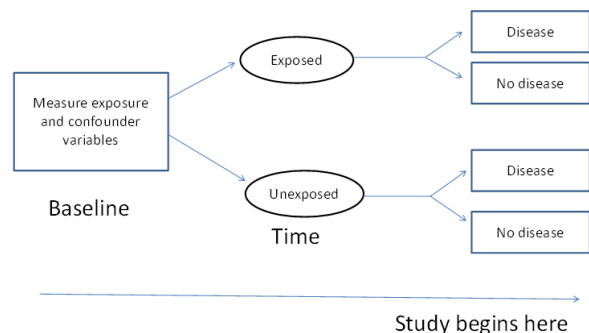 Disease
Exposed
No disease
Measure exposure
and confounder
variables
Disease
Unexposed
Baseline
No disease
Time
Study begins here